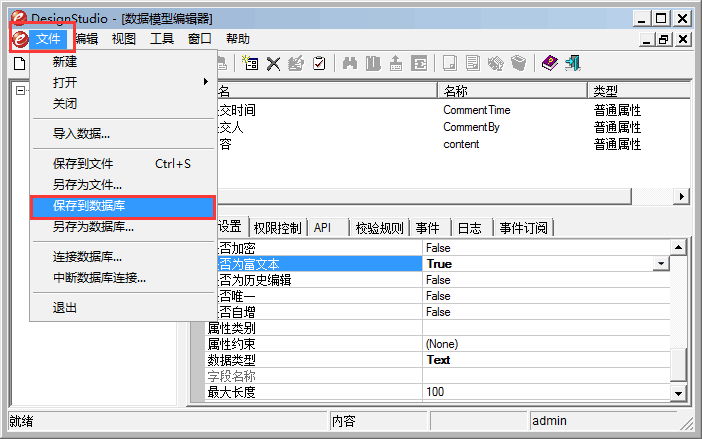 DesignStudio - [数据模型编辑器]
文件 编辑 视图 工具 窗口 帮助
新建
打开
关闭
导入数据...
保存到文件 Ctrl+S
另存为文件...
保存到数据库
另存为数据库...
连接数据库...
中断数据库连接...
退出
名 名称 类型
交时间 CommentTime 普通属性
交人 CommentBy 普通属性
容 content 普通属性
设置 权限控制 API 校验规则 事件 日志 事件订阅
是否加密 False
是否为富文本 True
是否为历史编辑 False
是否唯一 False
是否自增 False
属性类别
属性约束 (None)
数据类型 Text
字段名称
最大长度 100
就绪 内容 admin